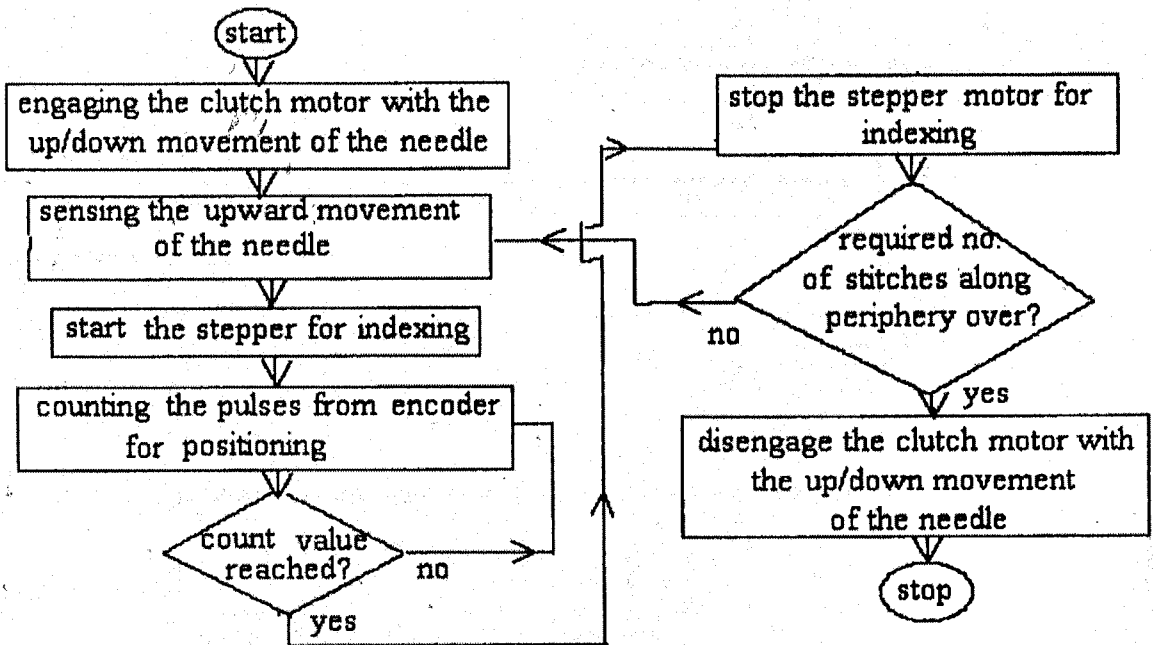 start
engaging the clutch motor with the
up/down movement of the needle
sensing the upward movement
of the needle
start the stepper for indexing
counting the pulses from encoder
for positioning
count value
reached?
no
yes
stop the stepper motor for
indexing
required no.
of stitches along
periphery over?
no
yes
disengage the clutch motor with
the up/down movement
of the needle
stop